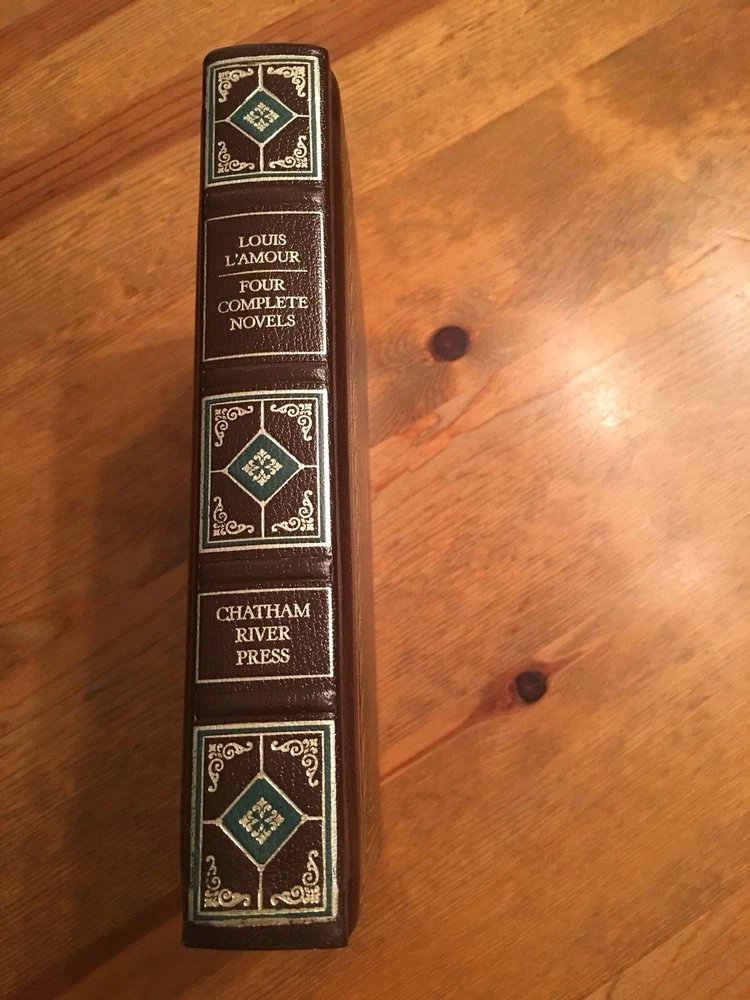 LOUIS
L'AMOUR
FOUR
COMPLETE
NOVELS
CHATHAM
RIVER
PRESS